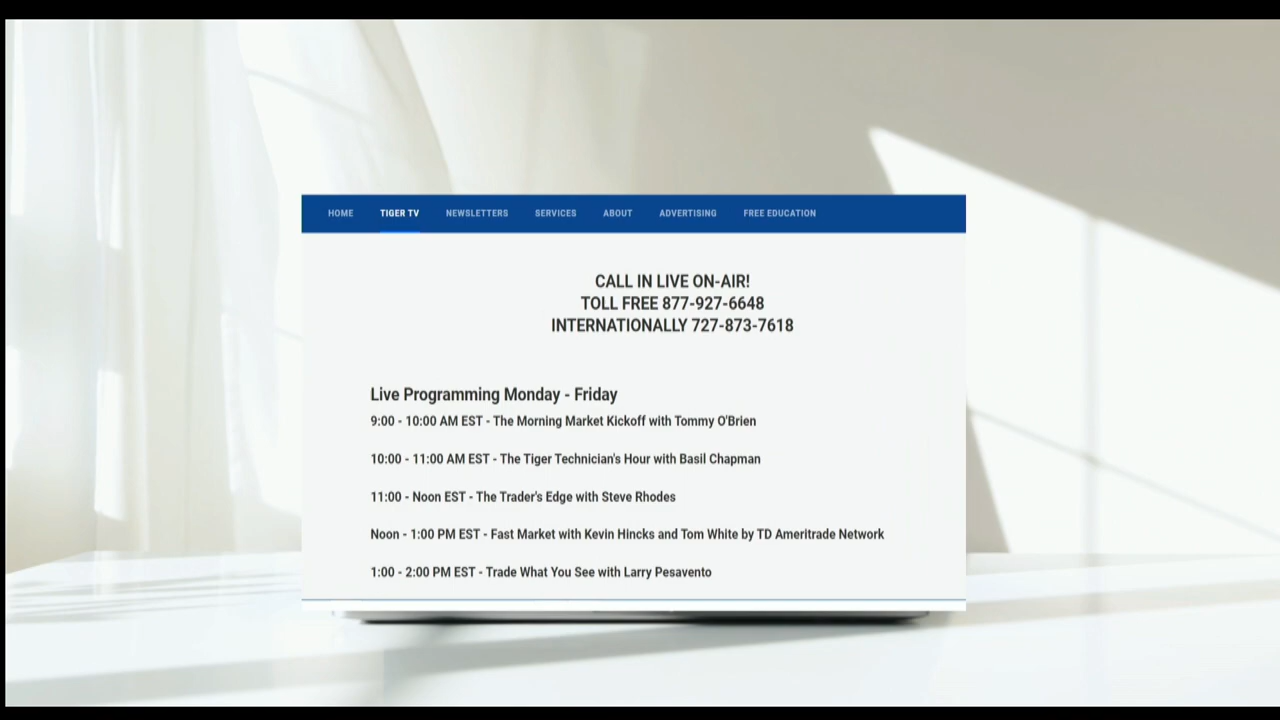 HOME TIGER TV NEWSLETTERS SERVICES ABOUT ADVERTISING FREE EDUCATION
CALL IN LIVE ON-AIR!
TOLL FREE 877-927-6648
INTERNATIONALLY 727-873-7618
Live Programming Monday - Friday
9:00 - 10:00 AM EST - The Morning Market Kickoff with Tommy O'Brien
10:00 - 11:00 AM EST - The Tiger Technician's Hour with Basil Chapman
11:00 - Noon EST - The Trader's Edge with Steve Rhodes
Noon - 1:00 PM EST - Fast Market with Kevin Hincks and Tom White by TD Ameritrade Network
1:00 - 2:00 PM EST - Trade What You See with Larry Pesavento